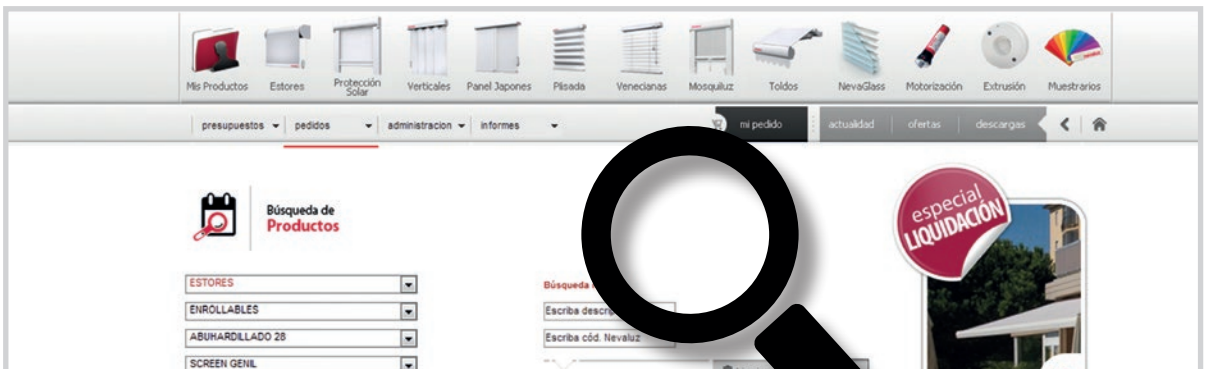 Mis Productos
Estores
Protección
Solar
Verticales
Panel Japones
Plisada
Venecianas
Mosquiluz
Toldos
NevaGlass
Motorización
Extrusión
Muestrarios
presupuestos
pedidos
administracion
informes
mi pedido
actualidad
ofertas
descargas
Búsqueda de
Productos
especial
LIQUIDACIÓN
ESTORES
ENROLLABLES
ABUHARDILLADO 28
SCREEN GENIL
Búsqueda
Escriba
Escriba cód. Nevaluz